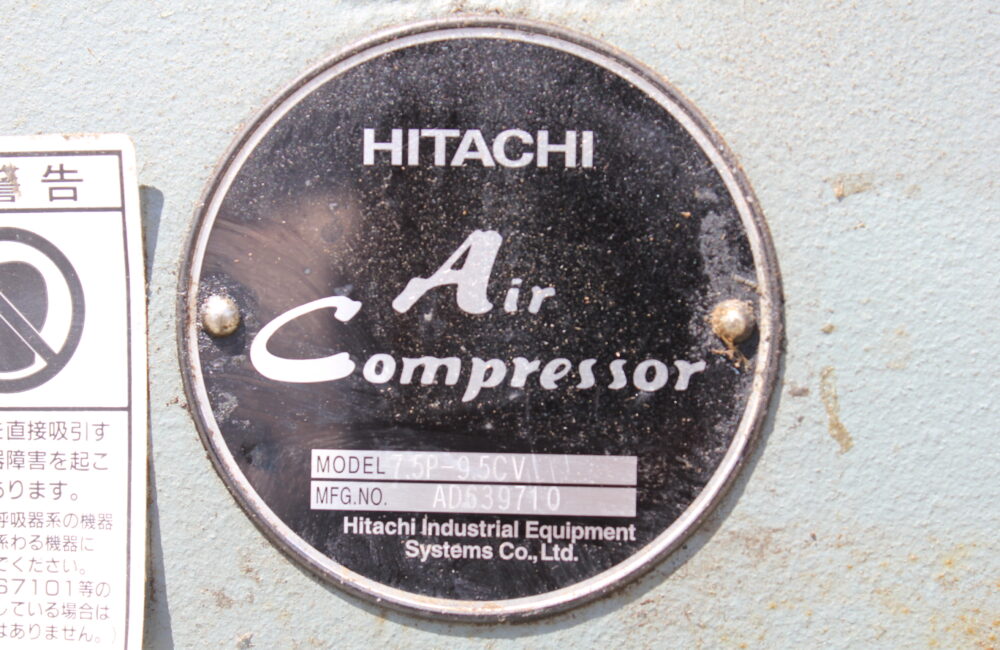 HITACHI
Air
Compressor
MODEL 7.5P-9.5CV
MFG.NO. AD639710
Hitachi Industrial Equipment
Systems Co., Ltd.
警告
直接吸引す
器障害を起こ
あります。
呼吸器系の機器
係わる機器に
てください。
67101等の
している場合は
はありません。)